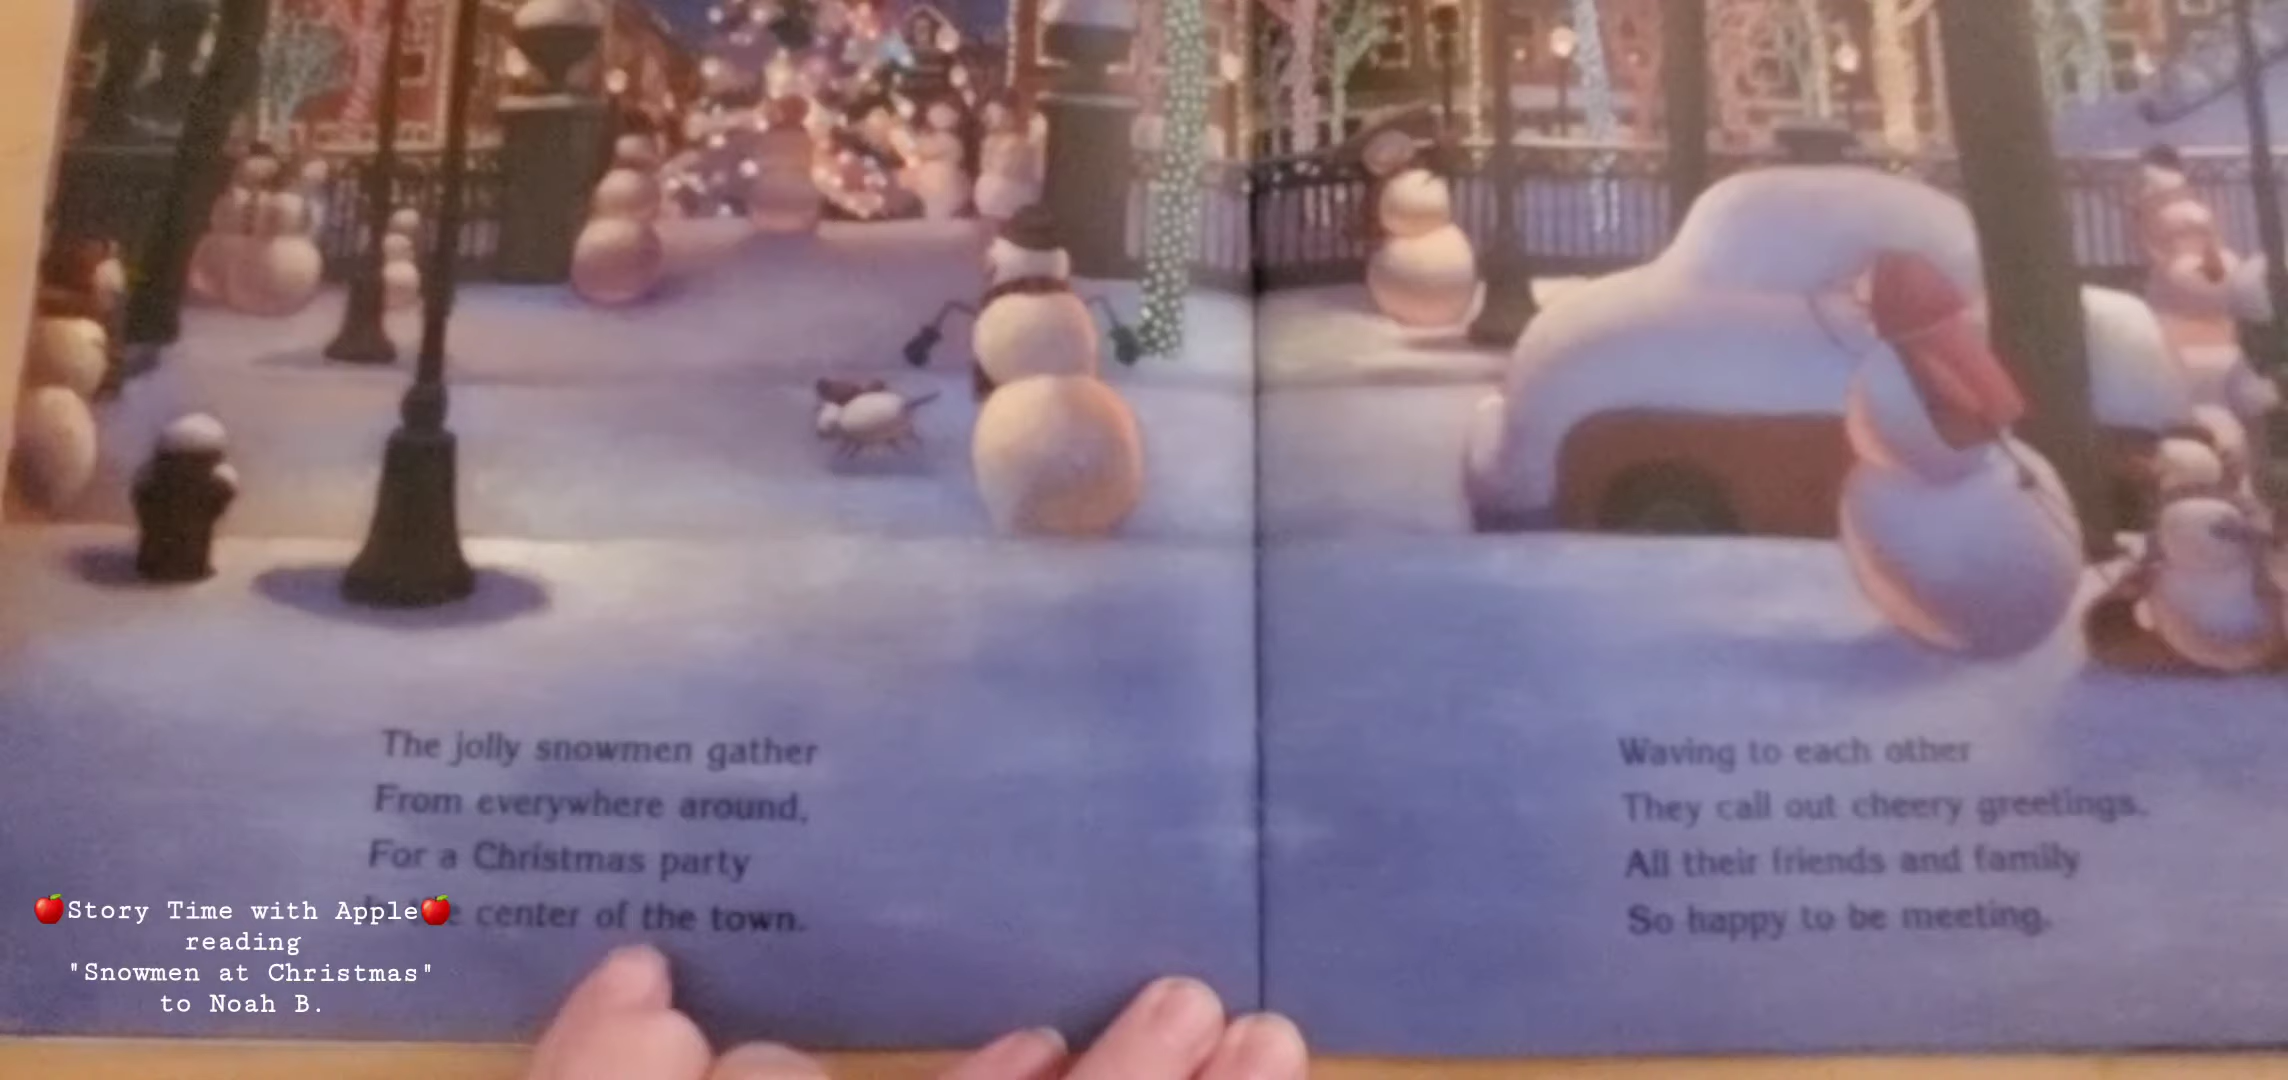 The jolly snowmen gather
From everywhere around,
For a Christmas party
center of the town.
Waving to each other
They call out cheery greetings.
All their friends and family
So happy to be meeting.
🍎Story Time with Apple🍎
reading
"Snowmen at Christmas"
to Noah B.